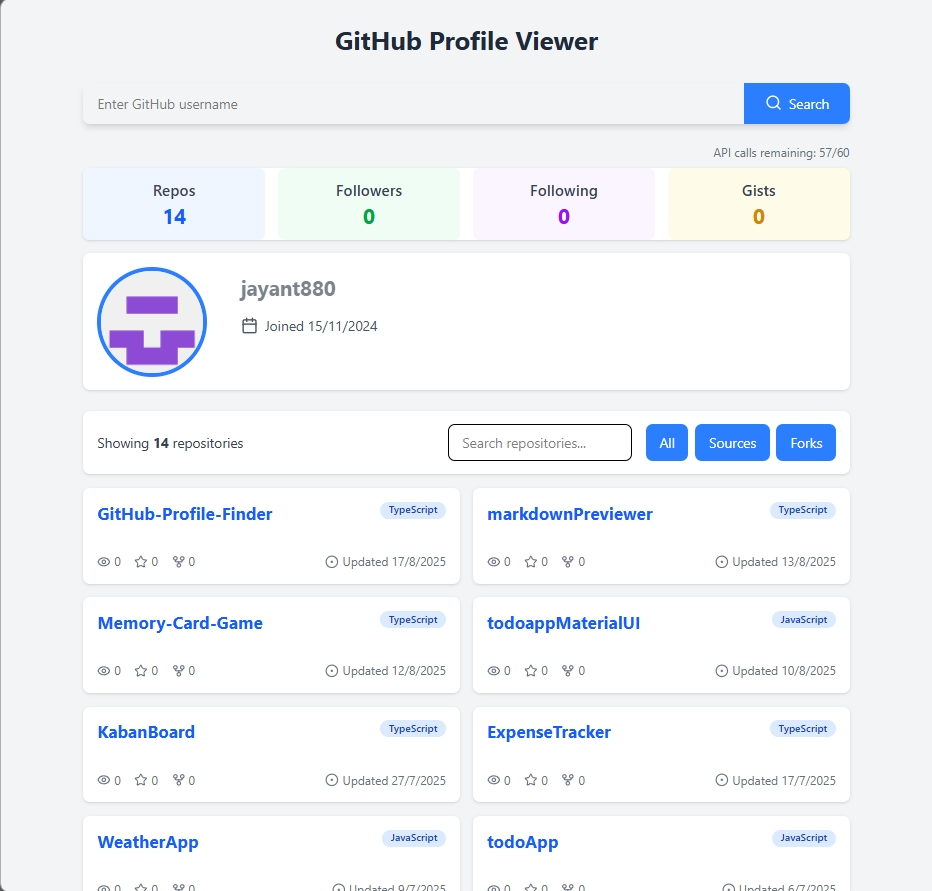 GitHub Profile Viewer
Enter GitHub username
Search
API calls remaining: 57/60
Repos
14
Followers
0
Following
0
Gists
0
jayant880
Joined 15/11/2024
Showing 14 repositories
Search repositories...
All
Sources
Forks
GitHub-Profile-Finder
TypeScript
0 0 0 Updated 17/8/2025
markdownPreviewer
TypeScript
0 0 0 Updated 13/8/2025
Memory-Card-Game
TypeScript
0 0 0 Updated 12/8/2025
todoappMaterialUI
JavaScript
0 0 0 Updated 10/8/2025
KabanBoard
TypeScript
0 0 0 Updated 27/7/2025
ExpenseTracker
TypeScript
0 0 0 Updated 17/7/2025
WeatherApp
JavaScript
0 0 0 Updated 9/7/2025
todoApp
JavaScript
0 0 0 Updated 6/7/2025